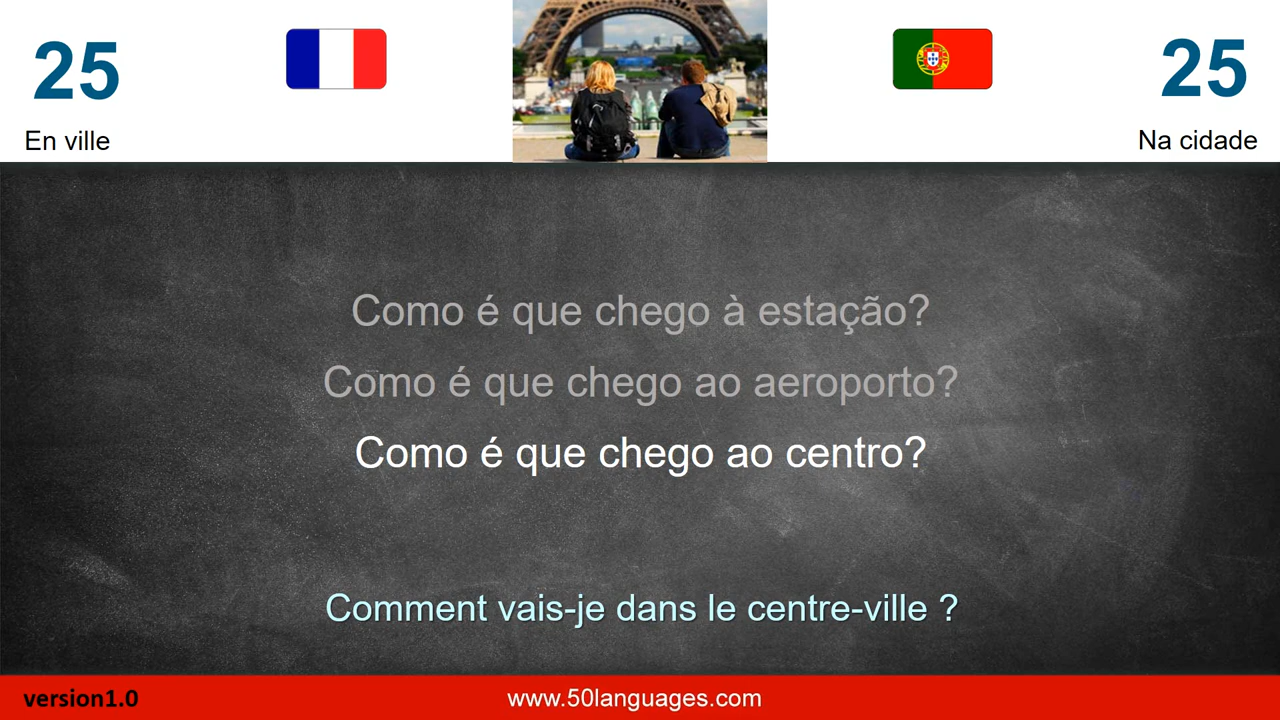 25
25
En ville
Na cidade
Como é que chego à estação?
Como é que chego ao aeroporto?
Como é que chego ao centro?
Comment vais-je dans le centre-ville ?
version1.0
www.50languages.com